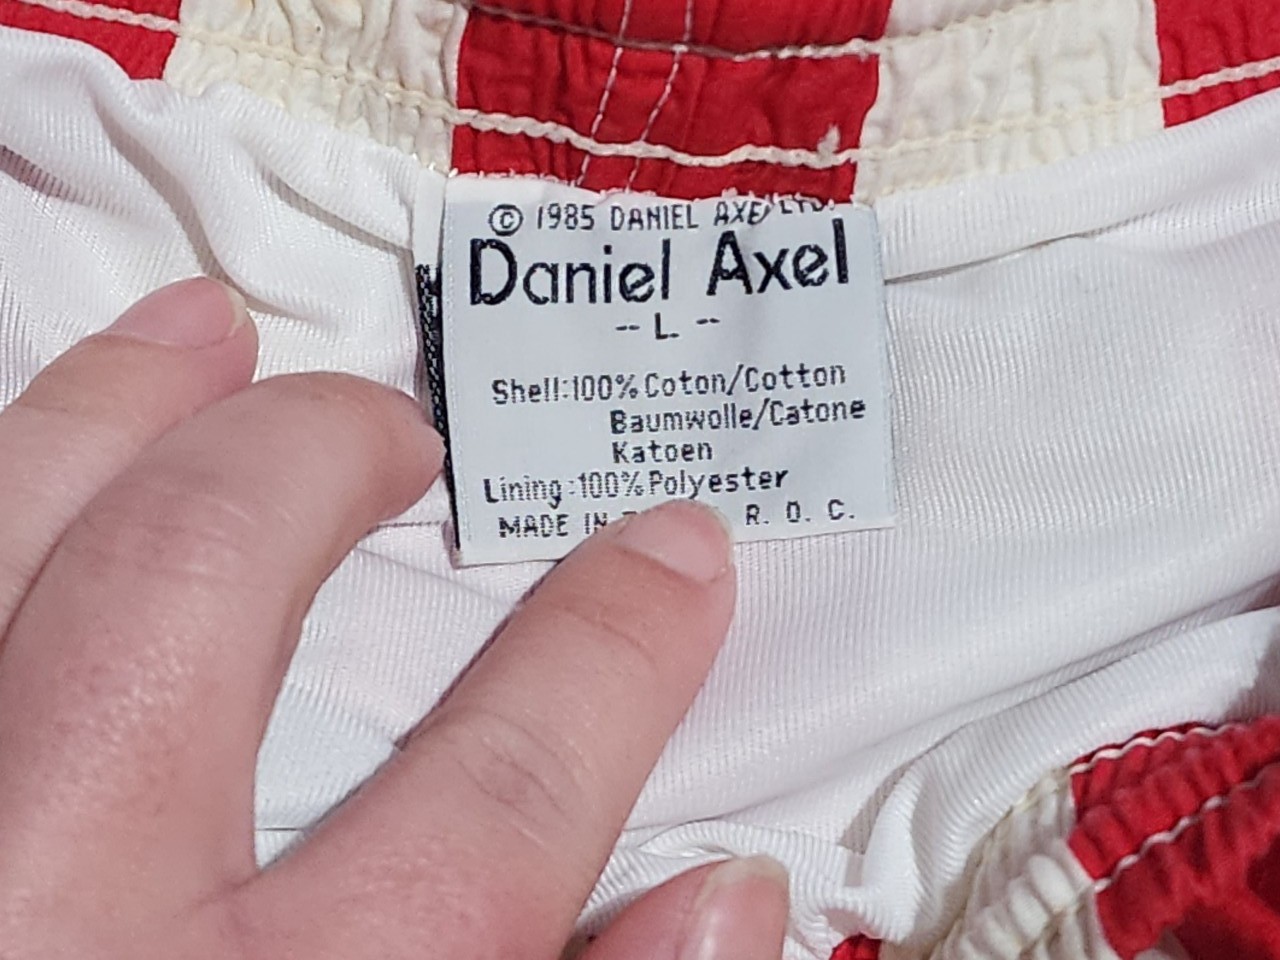 © 1985 DANIEL AXEL LTD.
Daniel Axel
-- L --
Shell:100% Coton/Cotton
Baumwolle/Catone
Katoen
Lining:100% Polyester
MADE IN R. O. C.